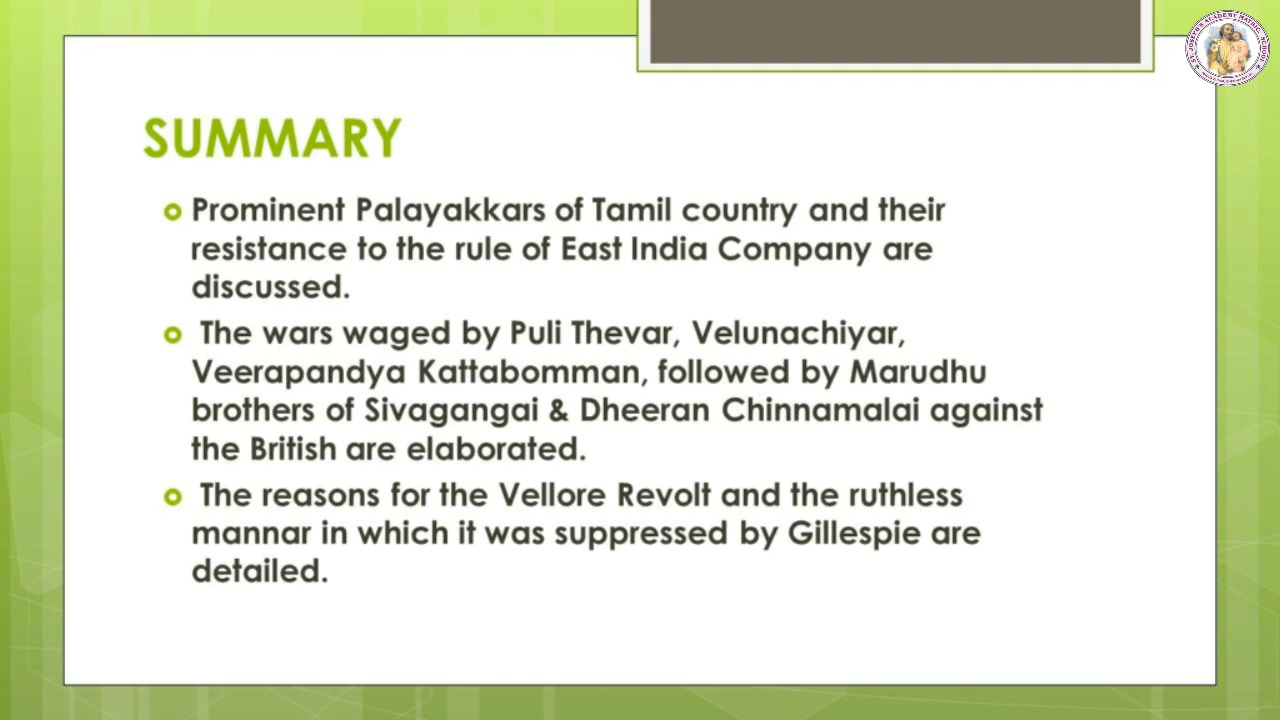 SUMMARY
Prominent Palayakkars of Tamil country and their
resistance to the rule of East India Company are
discussed.
The wars waged by Puli Thevar, Velunachiyar,
Veerapandya Kattabomman, followed by Marudhu
brothers of Sivagangai & Dheeran Chinnamalai against
the British are elaborated.
The reasons for the Vellore Revolt and the ruthless
mannar in which it was suppressed by Gillespie are
detailed.